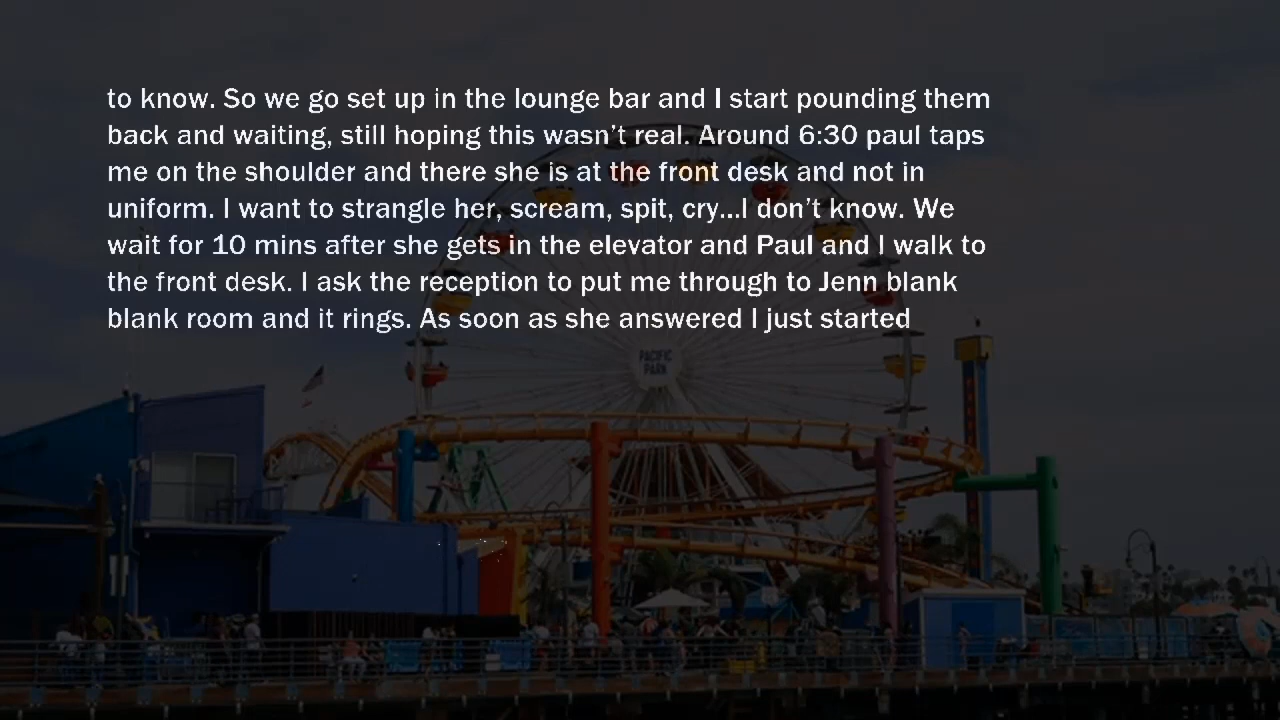 to know. So we go set up in the lounge bar and I start pounding them
back and waiting, still hoping this wasn't real. Around 6:30 paul taps
me on the shoulder and there she is at the front desk and not in
uniform. I want to strangle her, scream, spit, cry...I don't know. We
wait for 10 mins after she gets in the elevator and Paul and I walk to
the front desk. I ask the reception to put me through to Jenn blank
blank room and it rings. As soon as she answered I just started
PACIFIC
PARK